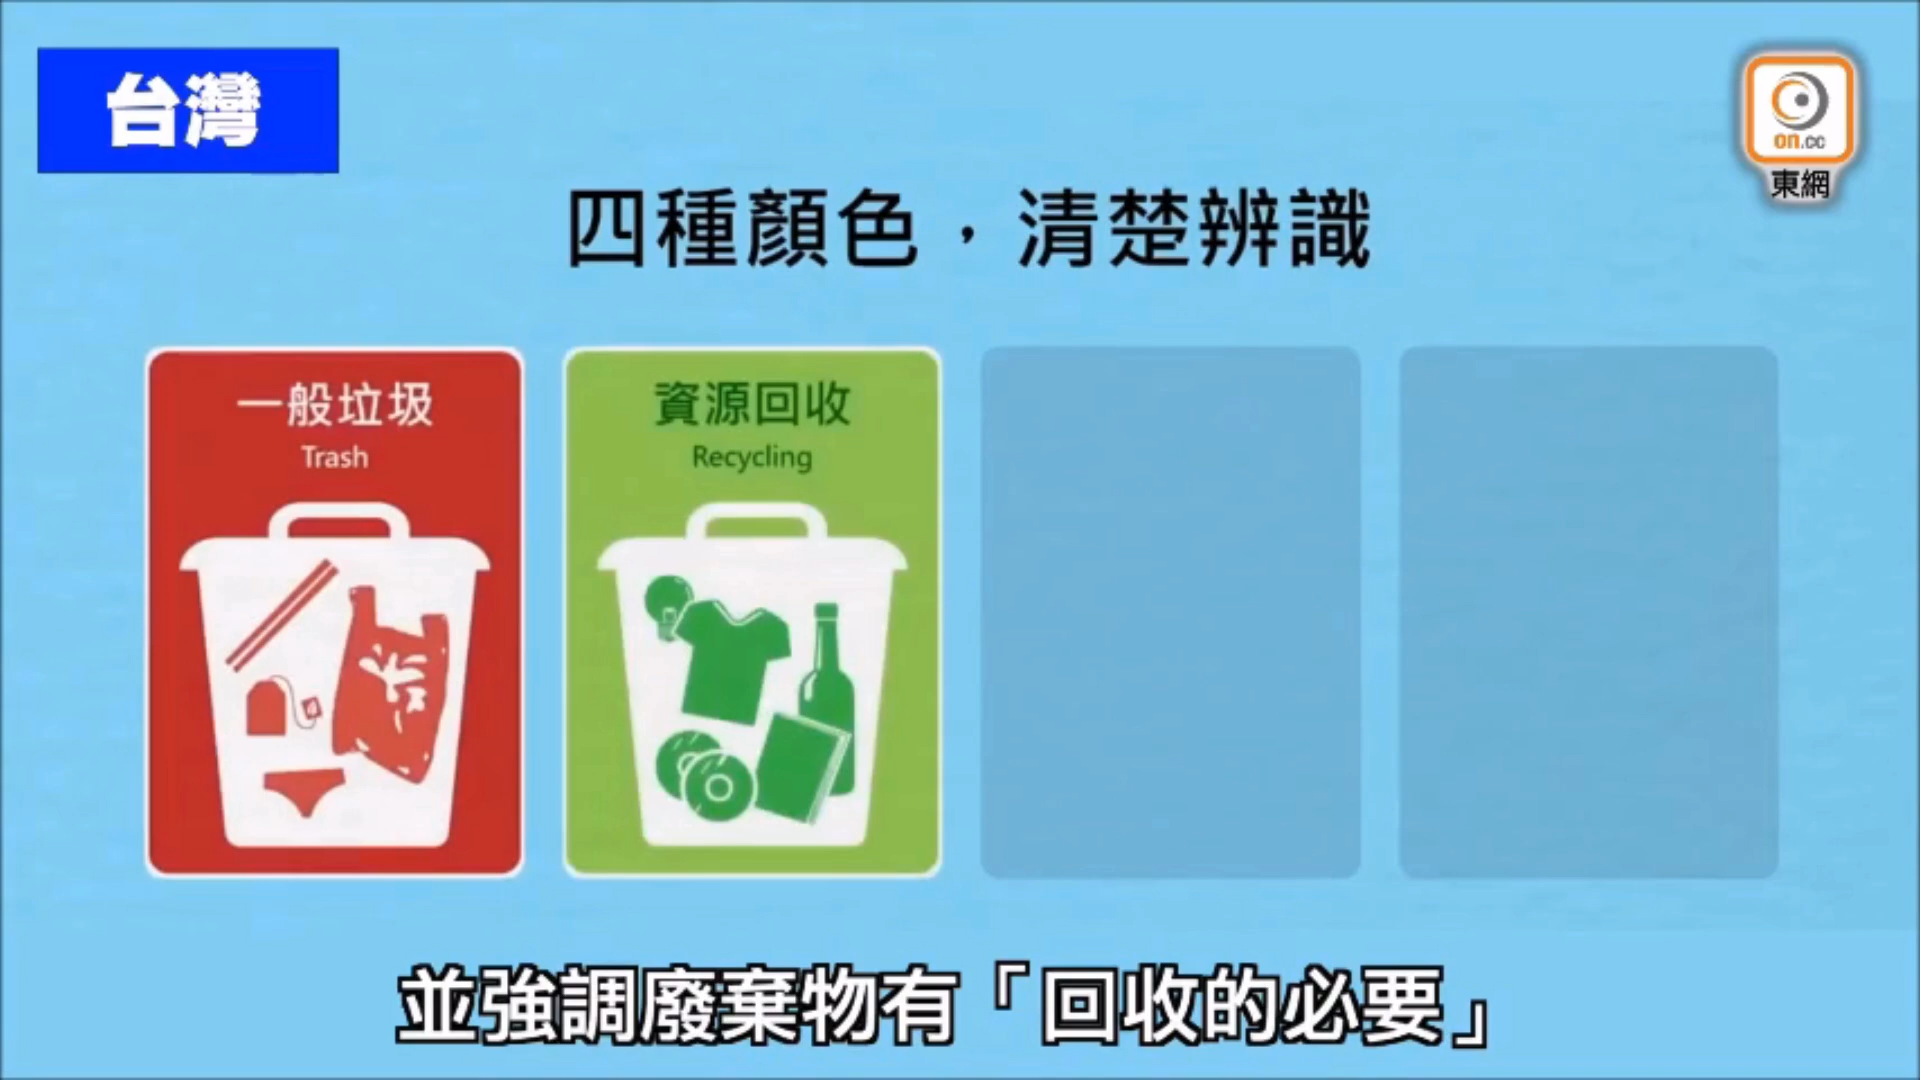 台灣
on.cc
東網
四種顏色，清楚辨識
一般垃圾
Trash
資源回收
Recycling
並強調廢棄物有「回收的必要」